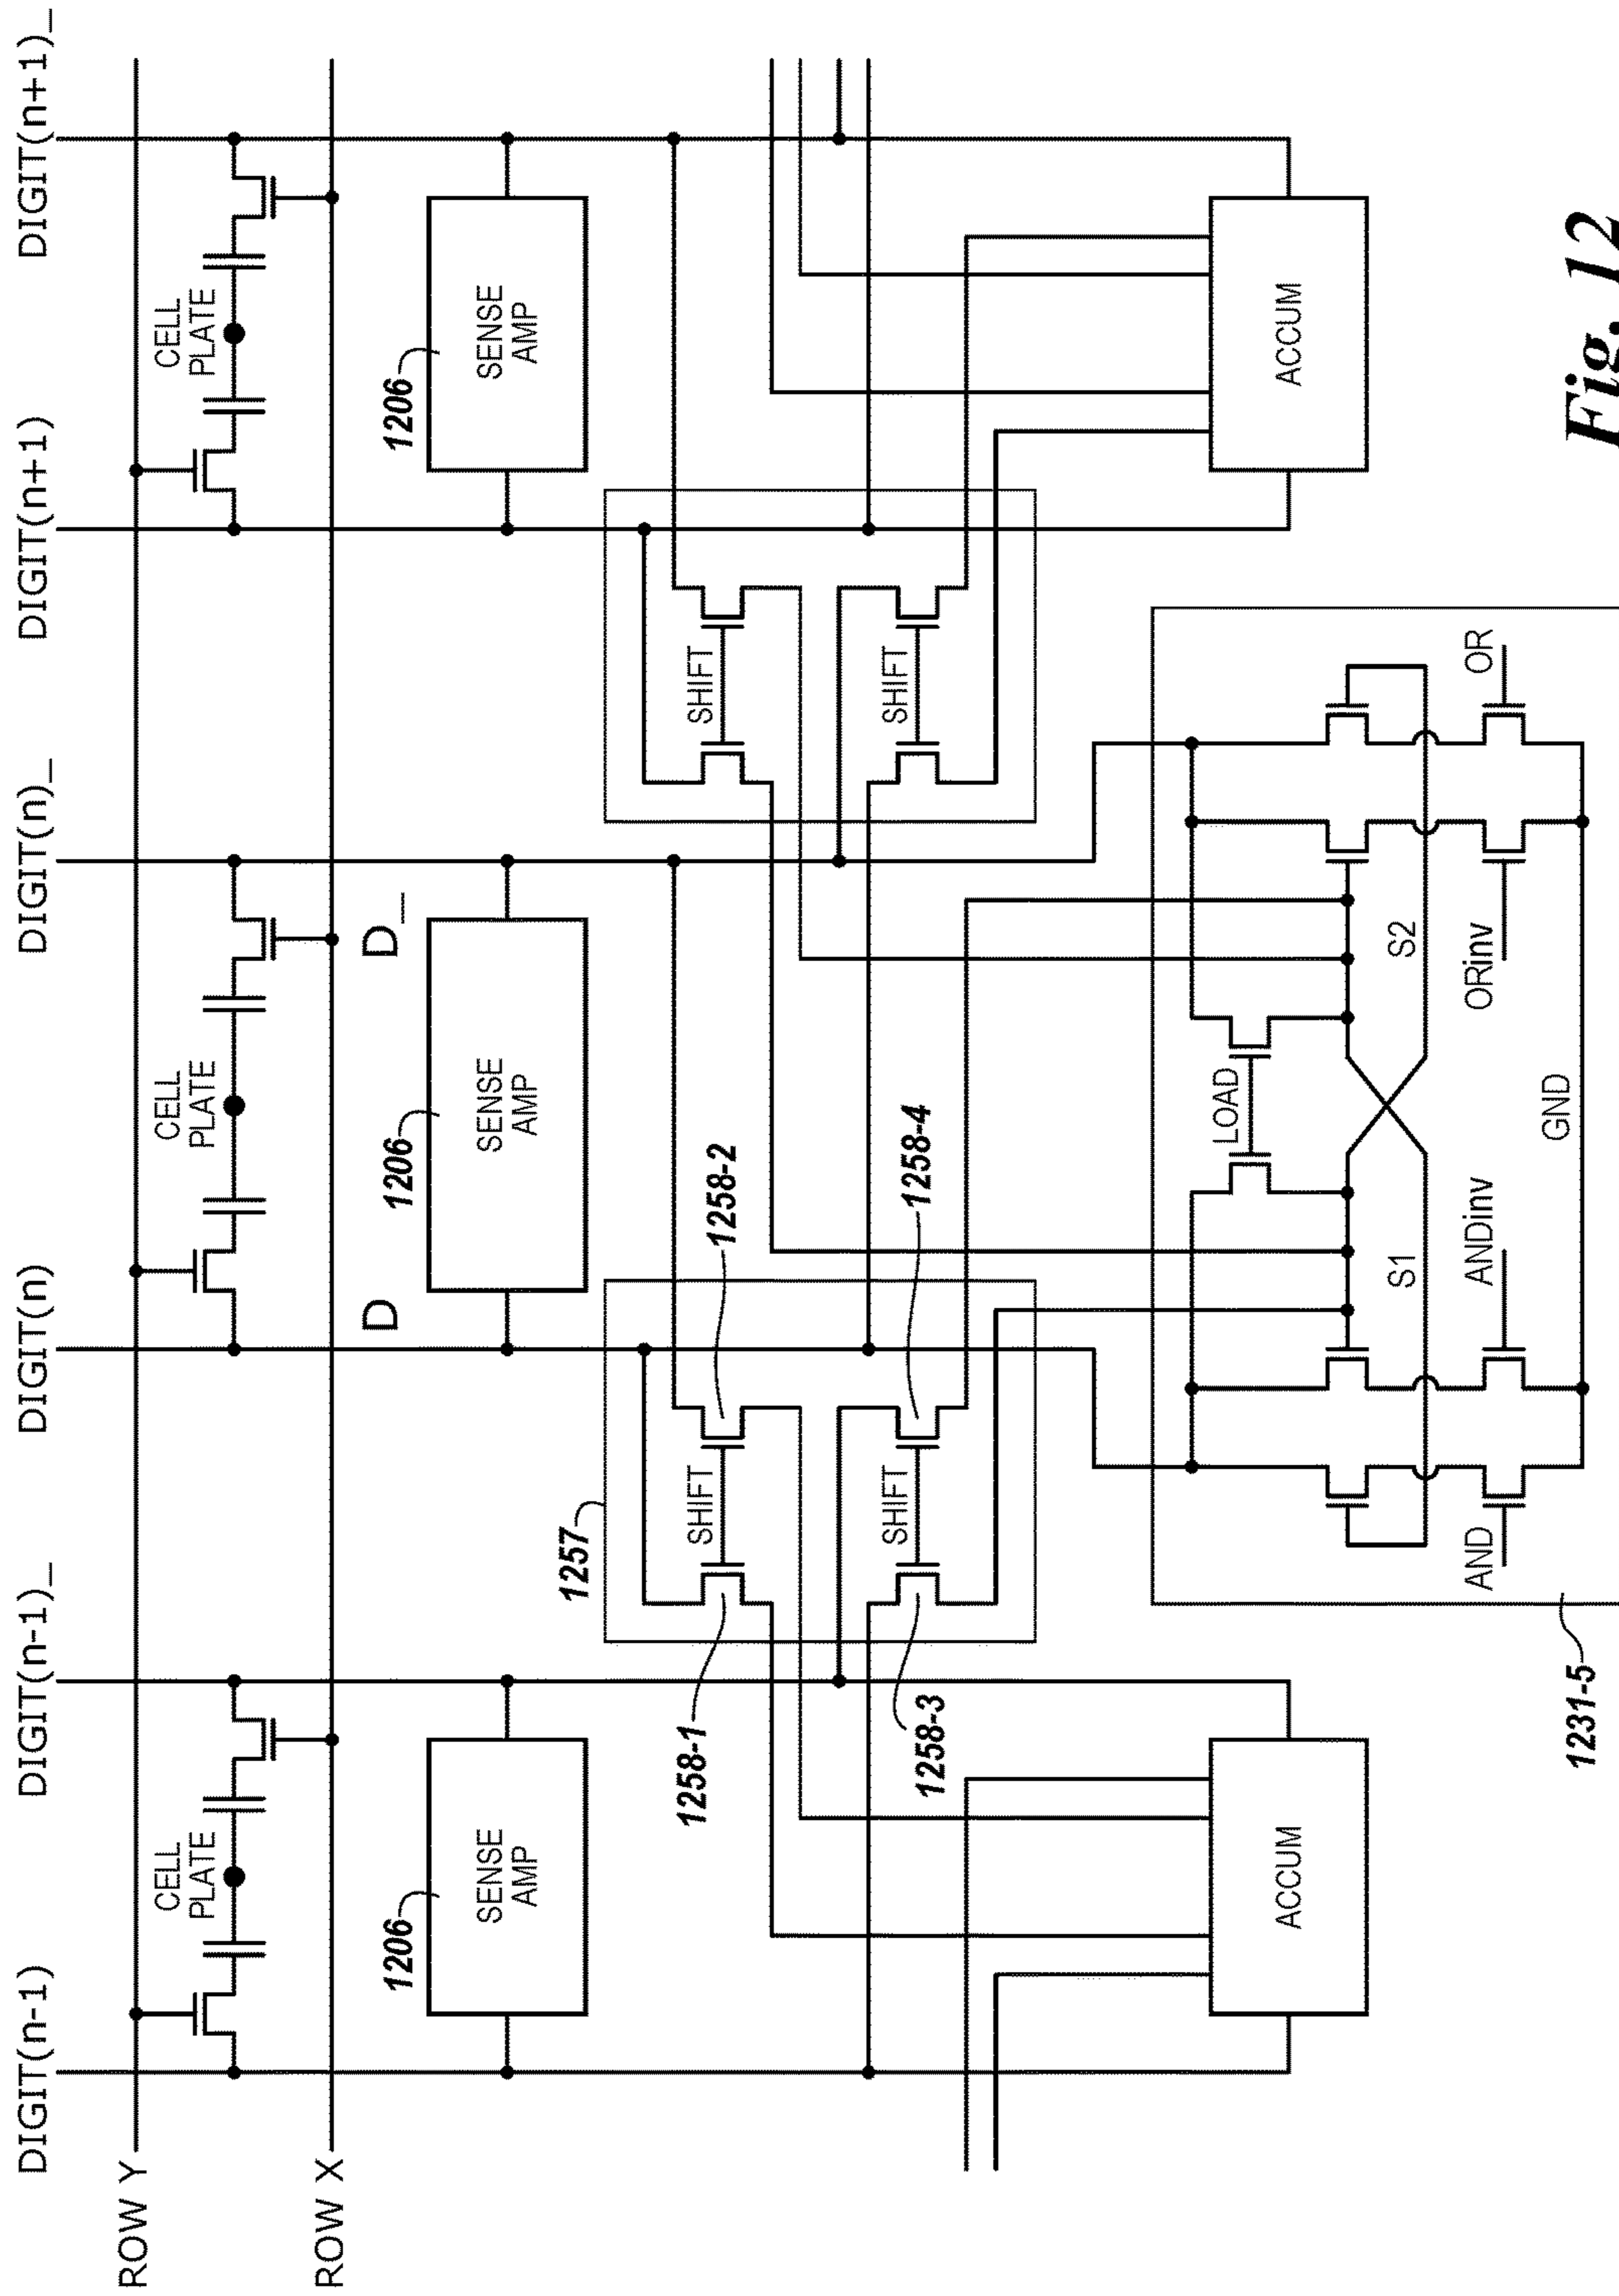 DIGIT(n-1)
DIGIT(n-1)_
DIGIT(n)
DIGIT(n)_
DIGIT(n+1)
DIGIT(n+1)_
ROW Y
CELL
PLATE
CELL
PLATE
CELL
PLATE
ROW X
D
D_
1206
SENSE
AMP
1206
SENSE
AMP
1206
SENSE
AMP
1257
1258-1
SHIFT
1258-2
SHIFT
1258-3
SHIFT
1258-4
SHIFT
ACCUM
LOAD
ACCUM
S1
S2
AND
ANDinv
ORinv
OR
GND
1231-5
Fig. 12